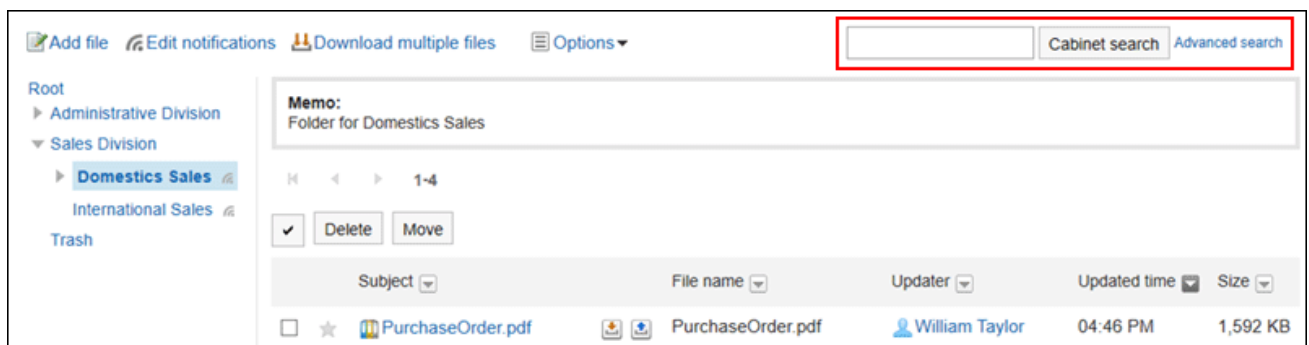 Add file Edit notifications Download multiple files Options Cabinet search Advanced search
Root
Administrative Division
Sales Division
Domestics Sales
International Sales
Trash
Memo:
Folder for Domestics Sales
1-4
Delete Move
Subject File name Updater Updated time Size
PurchaseOrder.pdf PurchaseOrder.pdf William Taylor 04:46 PM 1,592 KB